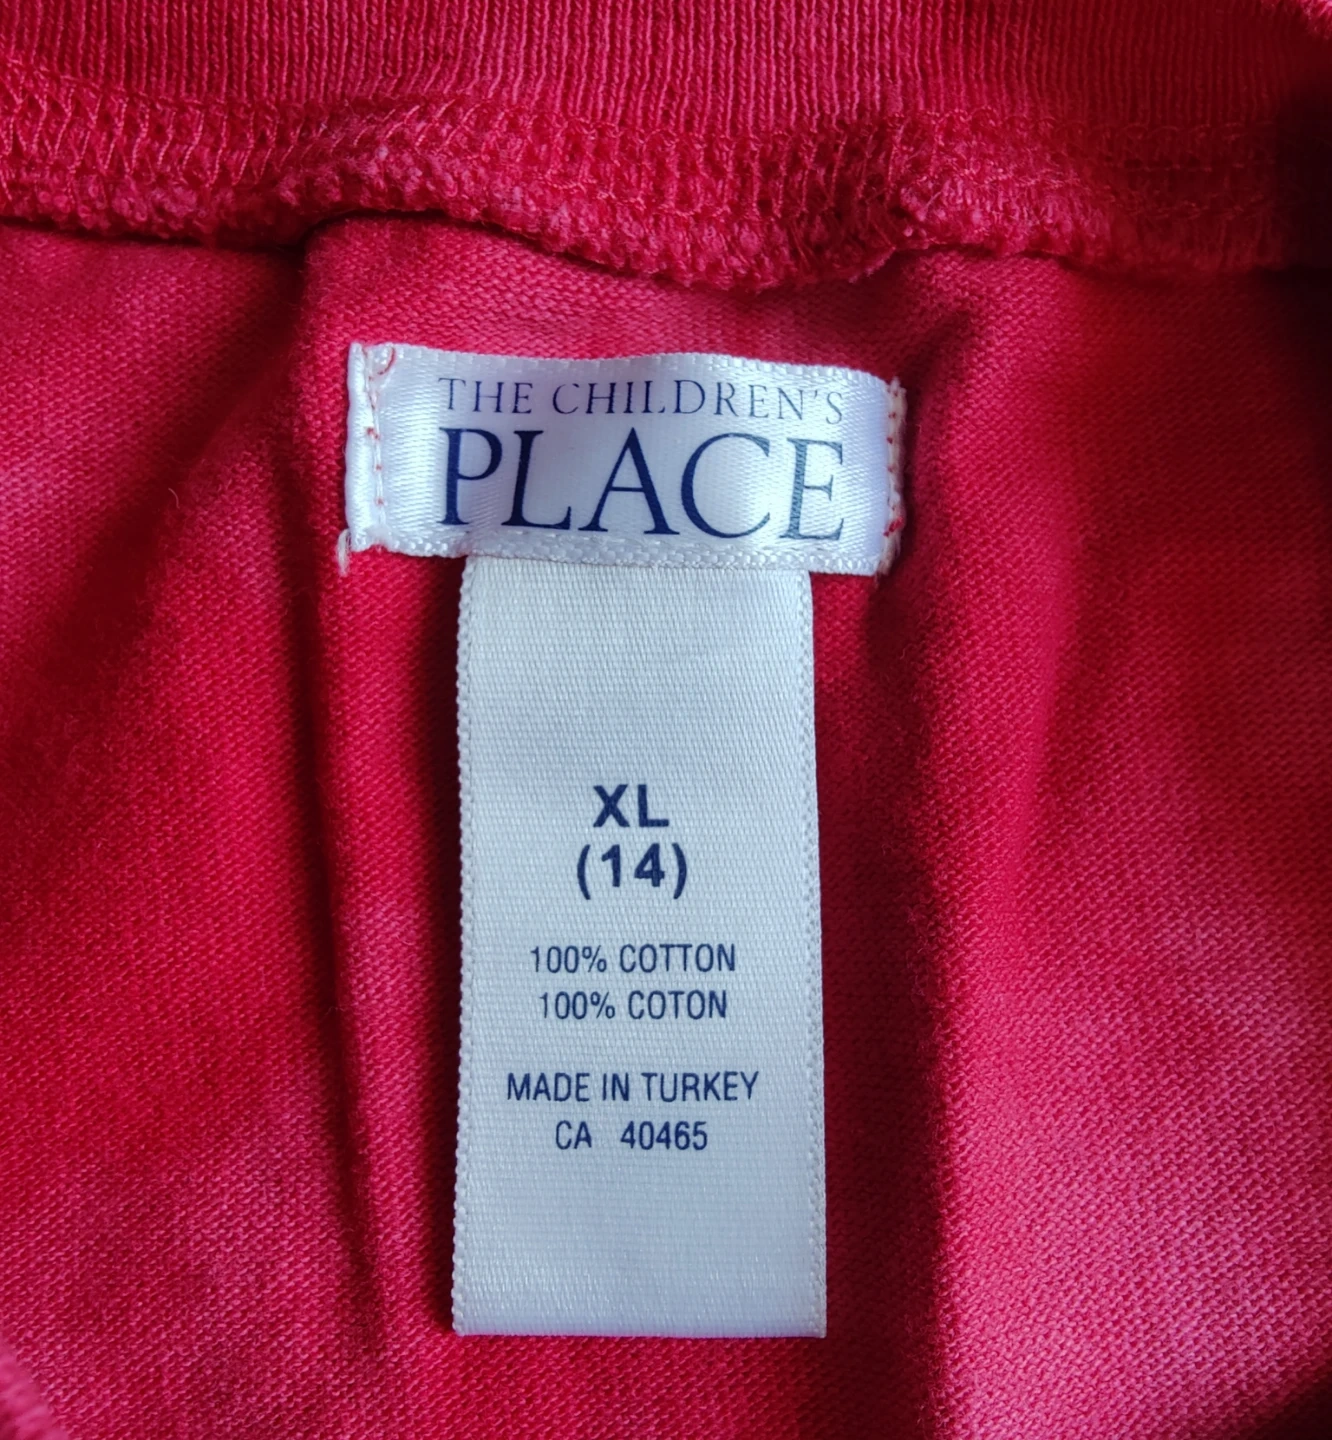 THE CHILDREN'S
PLACE
XL
(14)
100% COTTON
100% COTON
MADE IN TURKEY
CA 40465